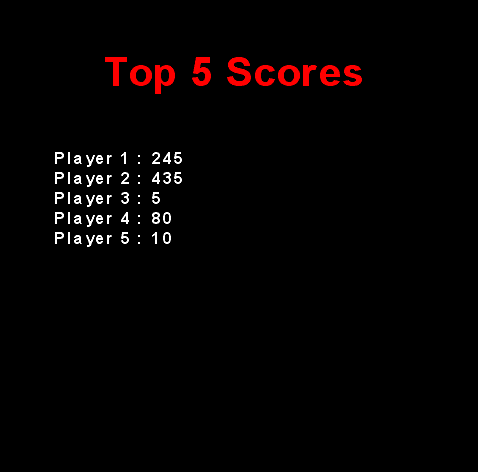 Top 5 Scores
Player 1 : 245
Player 2 : 435
Player 3 : 5
Player 4 : 80
Player 5 : 10